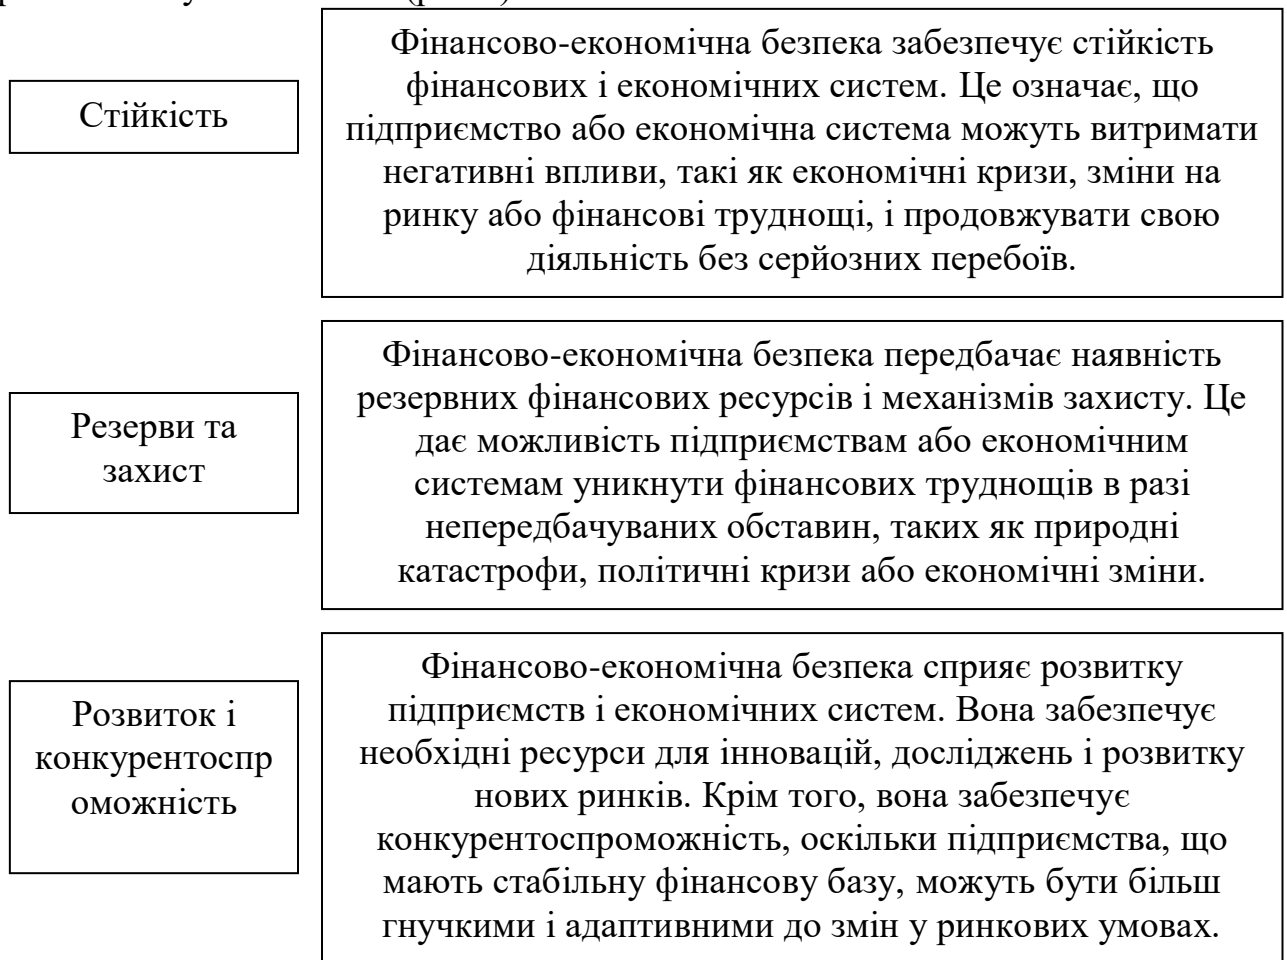 Стійкість
Фінансово-економічна безпека забезпечує стійкість
фінансових і економічних систем. Це означає, що
підприємство або економічна система можуть витримати
негативні впливи, такі як економічні кризи, зміни на
ринку або фінансові труднощі, і продовжувати свою
діяльність без серйозних перебоїв.
Резерви та
захист
Фінансово-економічна безпека передбачає наявність
резервних фінансових ресурсів і механізмів захисту. Це
дає можливість підприємствам або економічним
системам уникнути фінансових труднощів в разі
непередбачуваних обставин, таких як природні
катастрофи, політичні кризи або економічні зміни.
Розвиток і
конкурентоспр
оможність
Фінансово-економічна безпека сприяє розвитку
підприємств і економічних систем. Вона забезпечує
необхідні ресурси для інновацій, досліджень і розвитку
нових ринків. Крім того, вона забезпечує
конкурентоспроможність, оскільки підприємства, що
мають стабільну фінансову базу, можуть бути більш
гнучкими і адаптивними до змін у ринкових умовах.